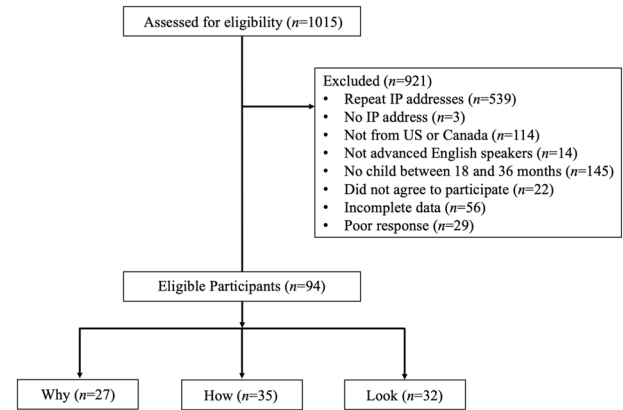 Assessed for eligibility (n=1015)
Excluded (n=921)
• Repeat IP addresses (n=539)
• No IP address (n=3)
• Not from US or Canada (n=114)
• Not advanced English speakers (n=14)
• No child between 18 and 36 months (n=145)
• Did not agree to participate (n=22)
• Incomplete data (n=56)
• Poor response (n=29)
Eligible Participants (n=94)
Why (n=27)
How (n=35)
Look (n=32)